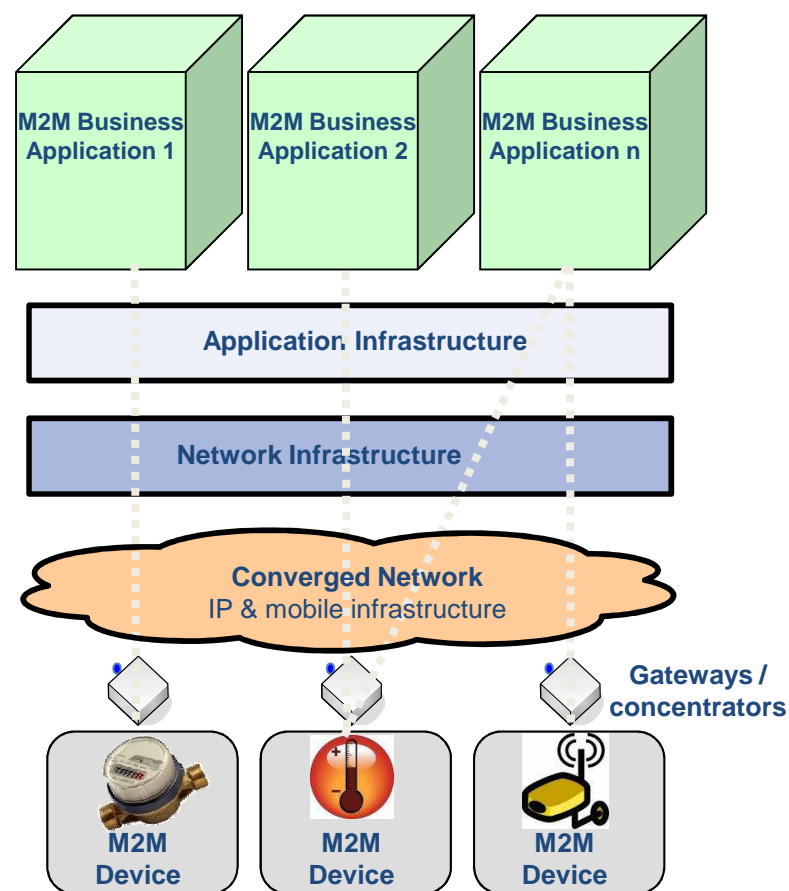 M2M Business
Application 1
M2M Business
Application 2
M2M Business
Application n
Application Infrastructure
Network Infrastructure
Converged Network
IP & mobile infrastructure
Gateways /
concentrators
M2M
Device
M2M
Device
M2M
Device